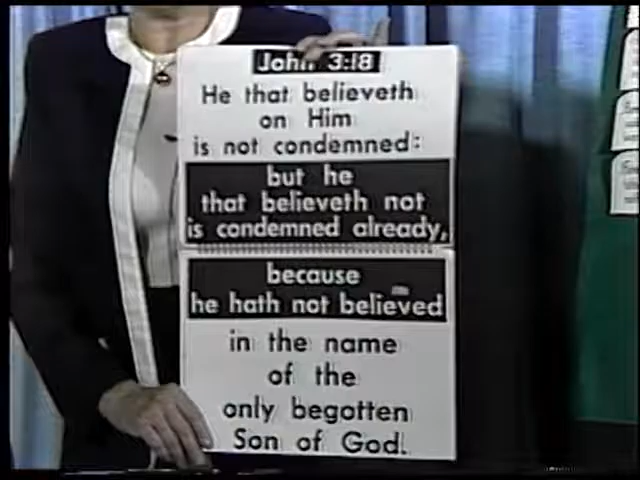 John 3:18
He that believeth
on Him
is not condemned:
but he
that believeth not
is condemned already,
because
he hath not believed
in the name
of the
only begotten
Son of God.